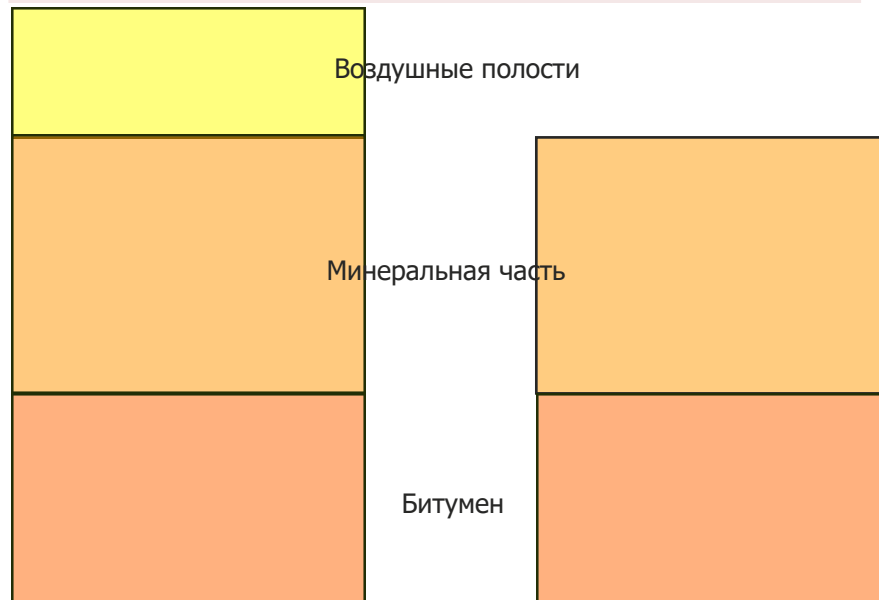 Воздушные полости
Минеральная часть
Битумен